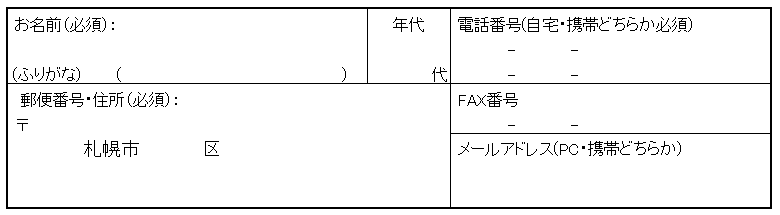 お名前(必須):
(ふりがな) ( )
年代
代
電話番号(自宅・携帯どちらか必須)
− −
− −
郵便番号・住所(必須):
〒
札幌市 区
FAX番号
− −
メールアドレス(PC・携帯どちらか)